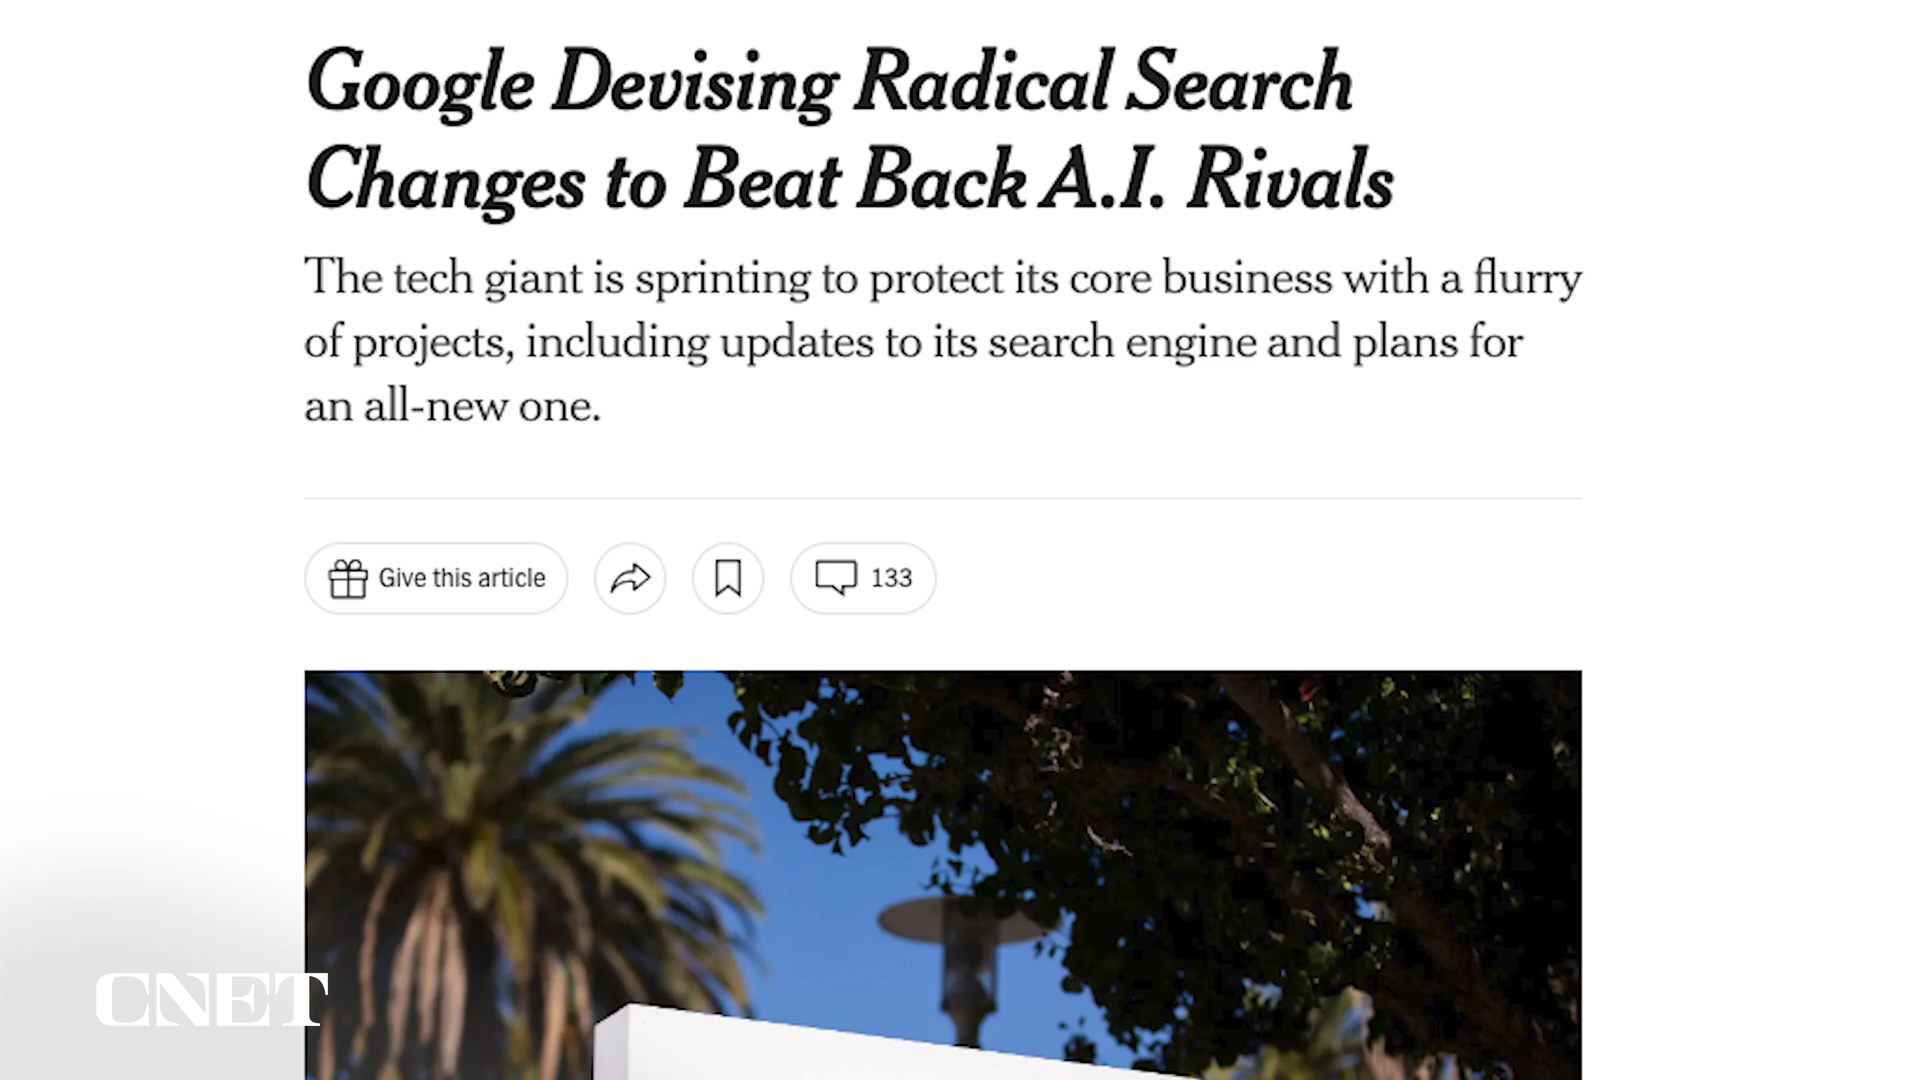 Google Devising Radical Search
Changes to Beat Back A.I. Rivals
The tech giant is sprinting to protect its core business with a flurry
of projects, including updates to its search engine and plans for
an all-new one.
Give this article
133
CNET